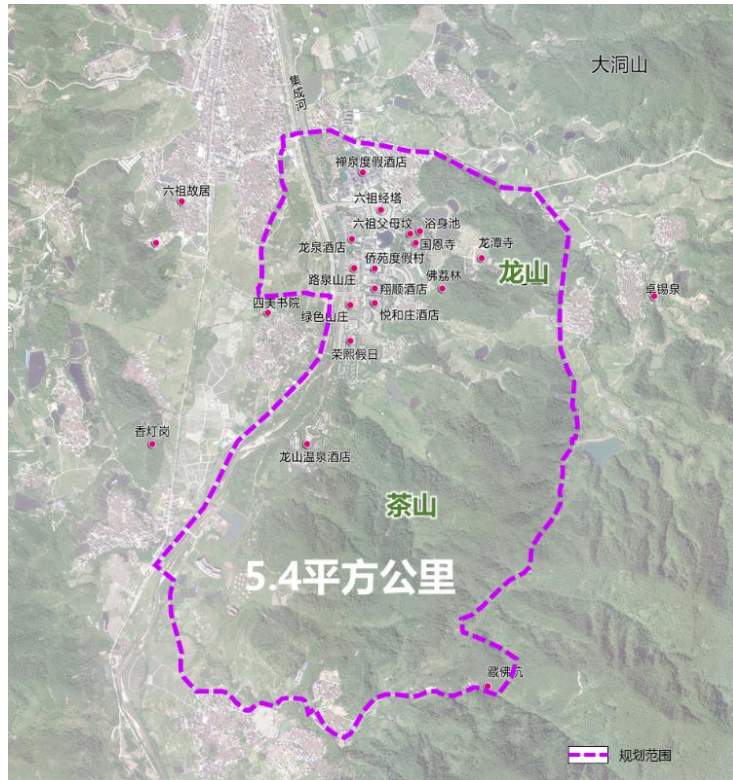 大洞山
集成河
禅泉度假酒店
六祖故居
六祖经塔
六祖父母坟
浴身池
龙泉酒店
国恩寺
龙潭寺
侨苑度假村
龙山
路泉山庄
佛荔林
翔顺酒店
卓锡泉
四美书院
绿色山庄
悦和庄酒店
荣熙假日
香灯岗
龙山温泉酒店
茶山
5.4平方公里
藏佛坑
规划范围